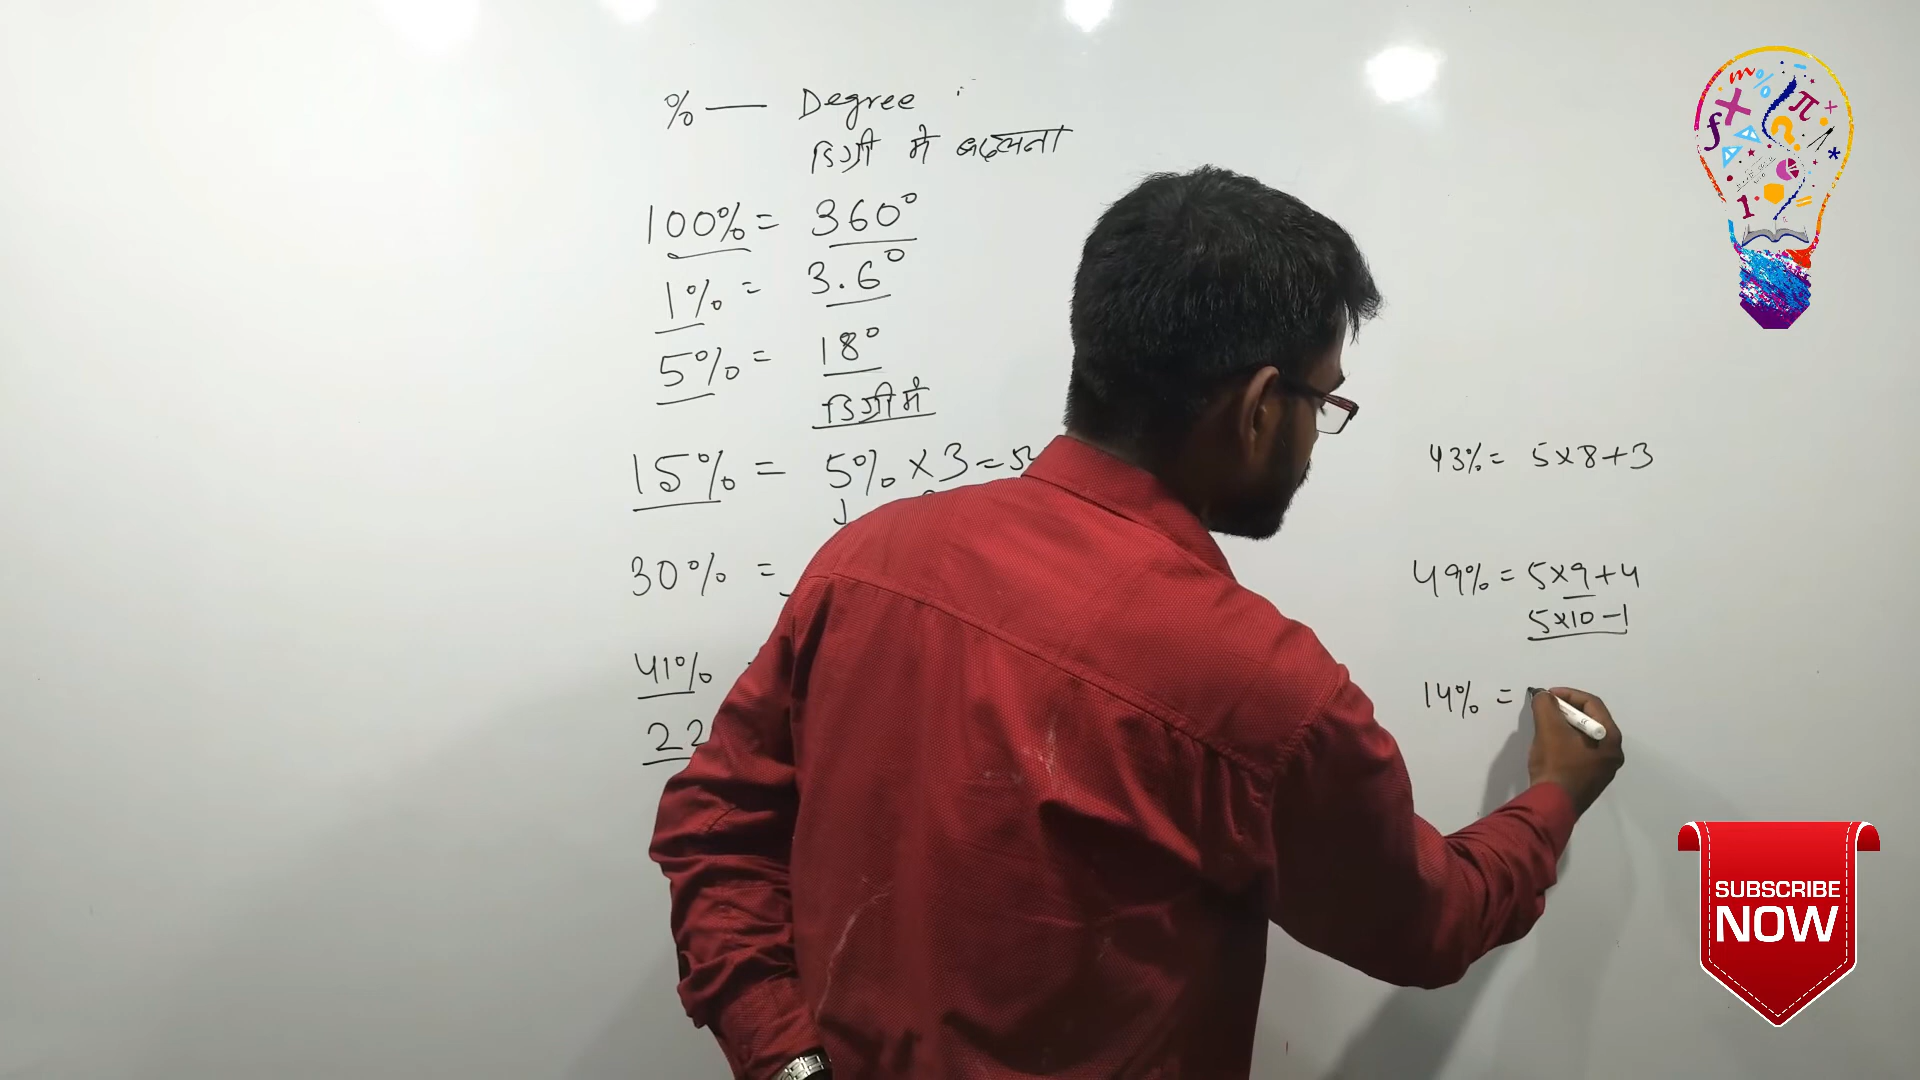 % — Degree :
डिग्री में बदलना
100% = 360°
1% = 3.6°
5% = 18°
डिग्री में
15% = 5% × 3 = 54
30% =
41%
22
43% = 5×8+3
49% = 5×9+4
5×10-1
14% =
SUBSCRIBE
NOW